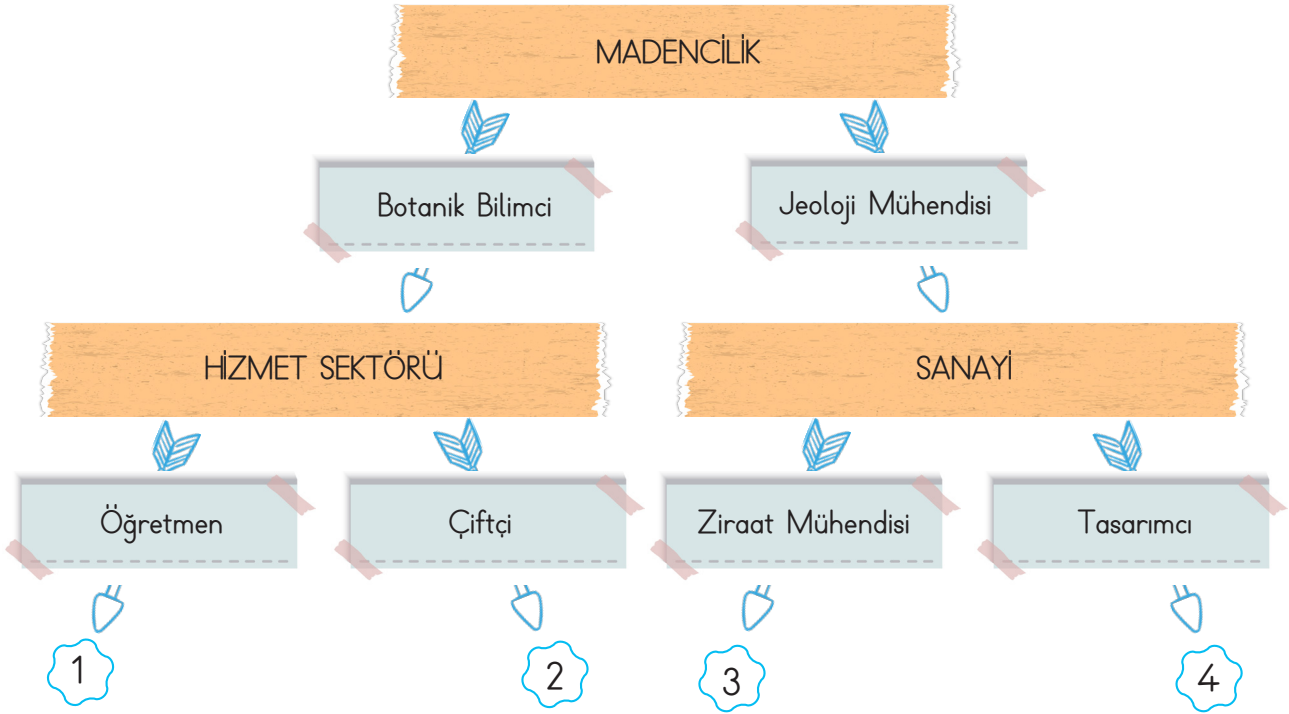 MADENCİLİK
Botanik Bilimci
Jeoloji Mühendisi
HİZMET SEKTÖRÜ
SANAYİ
Öğretmen
Çiftçi
Ziraat Mühendisi
Tasarımcı
1
2
3
4